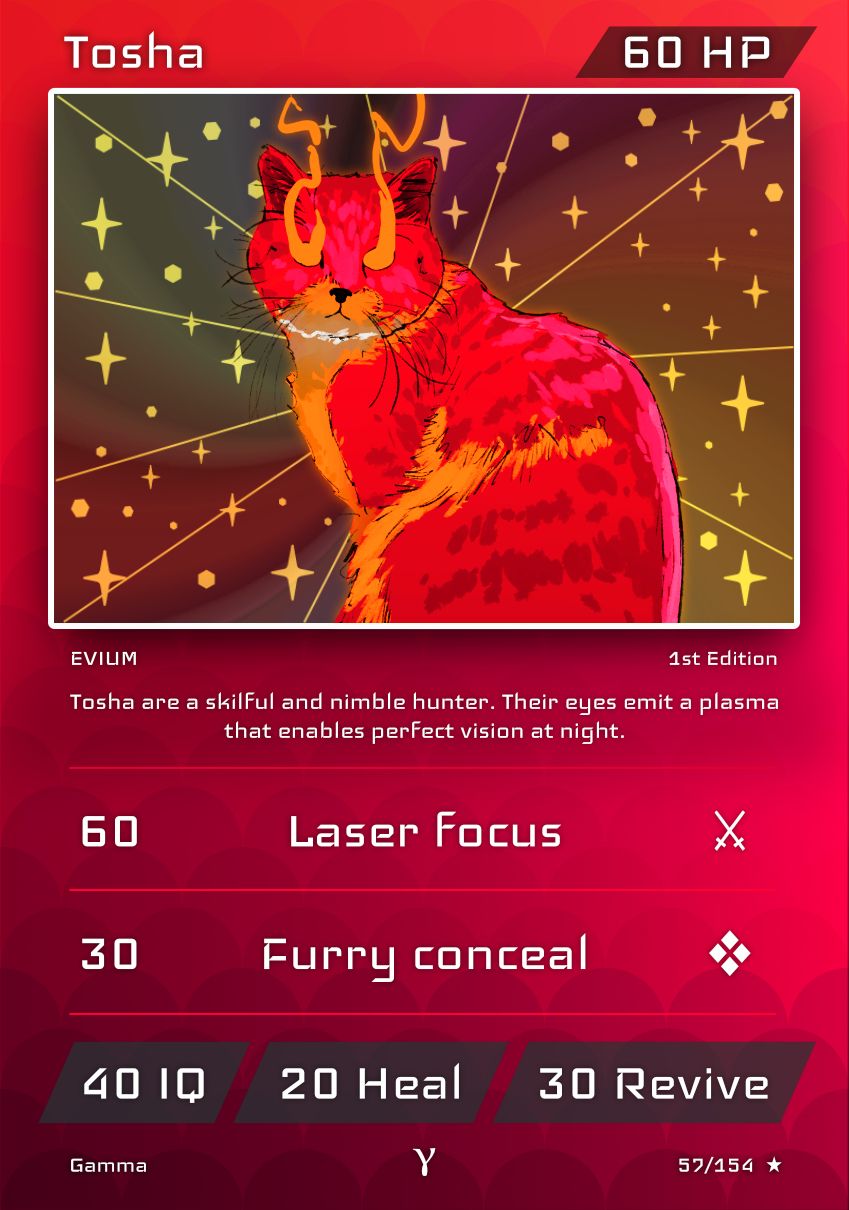 Tosha
60 HP
EVIUM
1st Edition
Tosha are a skilful and nimble hunter. Their eyes emit a plasma
that enables perfect vision at night.
60 Laser focus
30 Furry conceal
40 IQ
20 Heal
30 Revive
Gamma
γ
57/154 ★